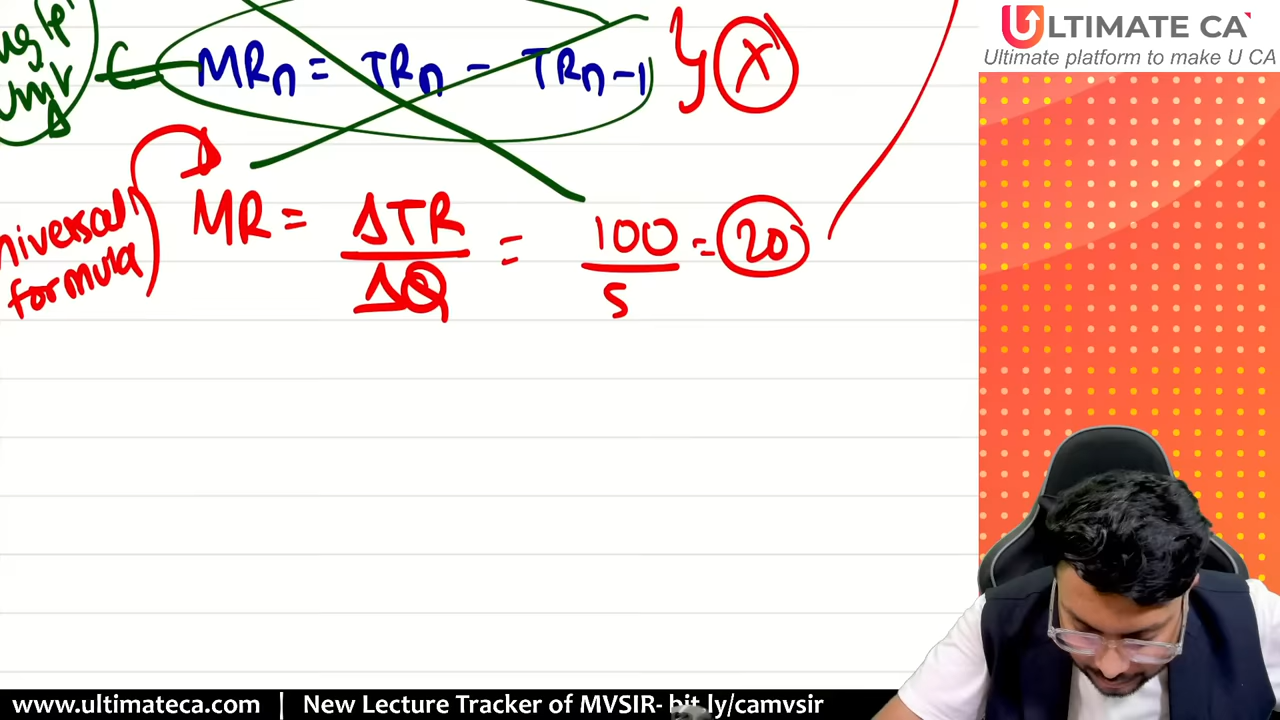 ULTIMATE CA
Ultimate platform to make U CA
MRn = TRn - TRn-1 } X
MR = ΔTR/ΔQ = 100/5 = 20
niversal
formula
www.ultimateca.com | New Lecture Tracker of MVSIR- bit.ly/camvsir